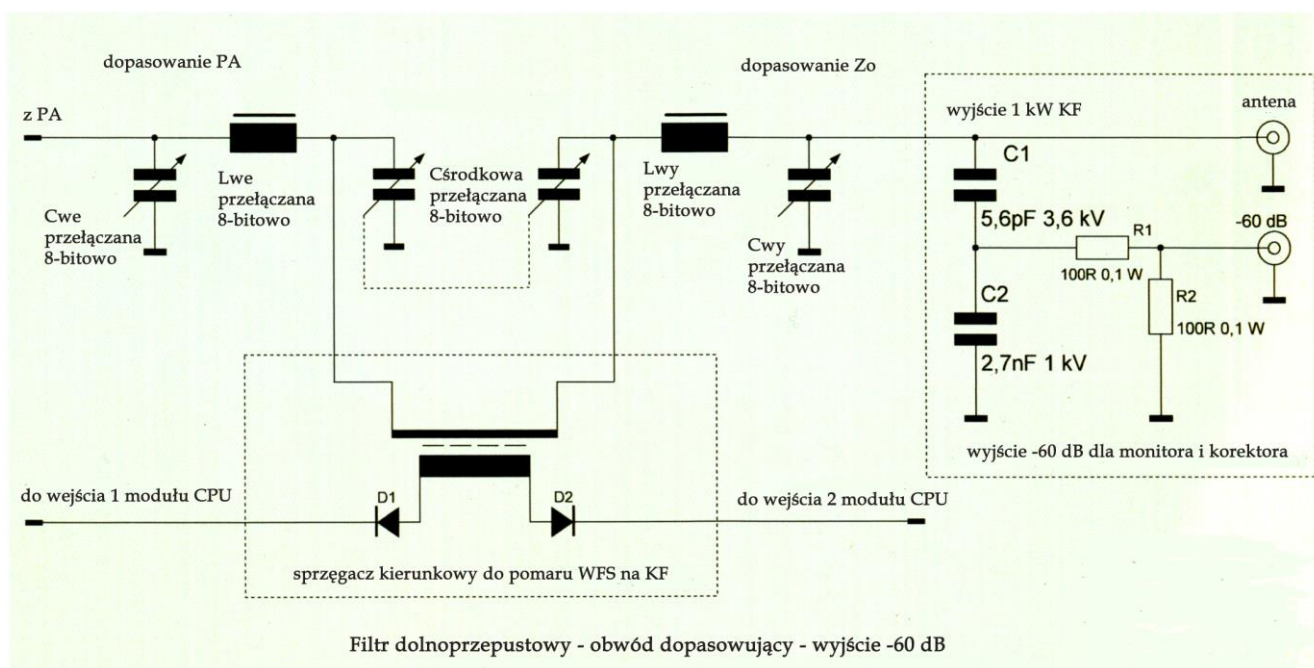 dopasowanie PA
dopasowanie Zo
z PA
wyjście 1 kW KF
antena
Cwe
przełączana
8-bitowo
Lwe
przełączana
8-bitowo
Cśrodkowa
przełączana
8-bitowo
Lwy
przełączana
8-bitowo
Cwy
przełączana
8-bitowo
C1
5,6pF 3,6 kV
R1
100R 0,1 W
-60 dB
C2
2,7nF 1 kV
R2
100R 0,1 W
wyjście -60 dB dla monitora i korektora
do wejścia 1 modułu CPU
D1
D2
do wejścia 2 modułu CPU
sprzęgacz kierunkowy do pomaru WFS na KF
Filtr dolnoprzepustowy - obwód dopasowujący - wyjście -60 dB